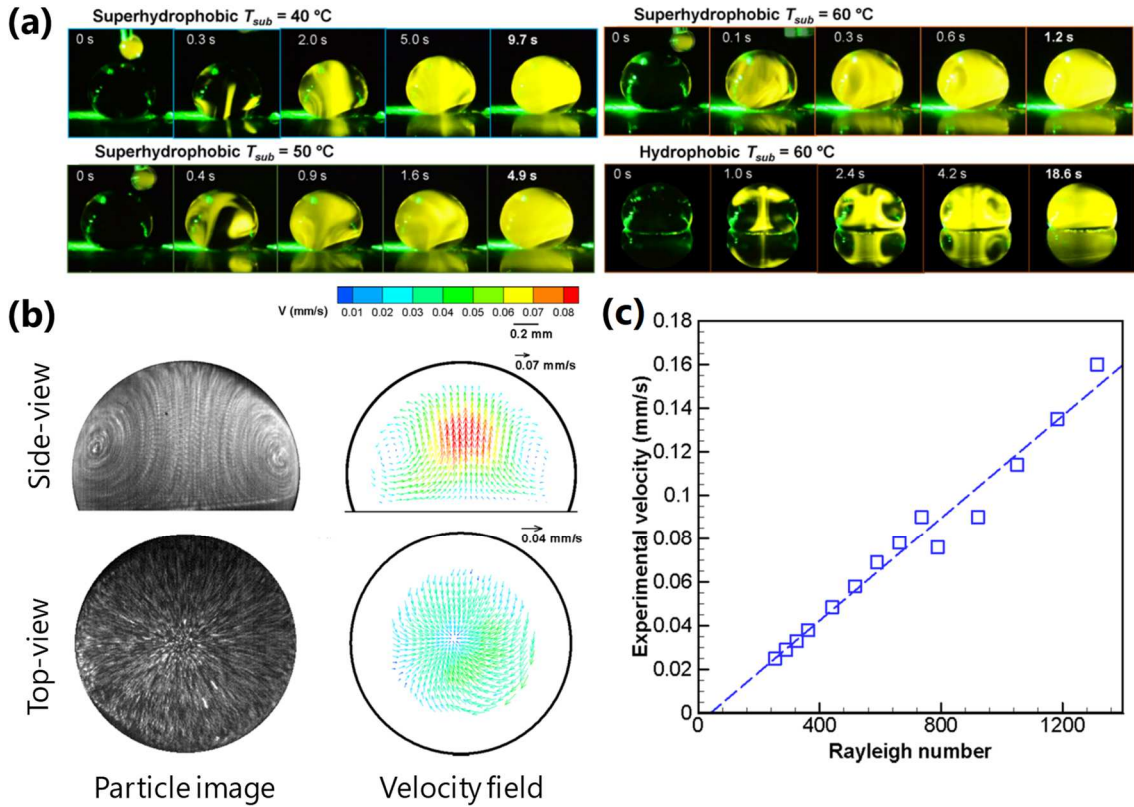 (a)
Superhydrophobic T_sub = 40 °C
0 s 0.3 s 2.0 s 5.0 s 9.7 s
Superhydrophobic T_sub = 60 °C
0 s 0.1 s 0.3 s 0.6 s 1.2 s
Superhydrophobic T_sub = 50 °C
0 s 0.4 s 0.9 s 1.6 s 4.9 s
Hydrophobic T_sub = 60 °C
0 s 1.0 s 2.4 s 4.2 s 18.6 s
(b)
V (mm/s)
0.01 0.02 0.03 0.04 0.05 0.06 0.07 0.08
0.2 mm
0.07 mm/s
Side-view
0.04 mm/s
Top-view
Particle image
Velocity field
(c)
Experimental velocity (mm/s)
0.18
0.16
0.14
0.12
0.1
0.08
0.06
0.04
0.02
0
0 400 800 1200
Rayleigh number